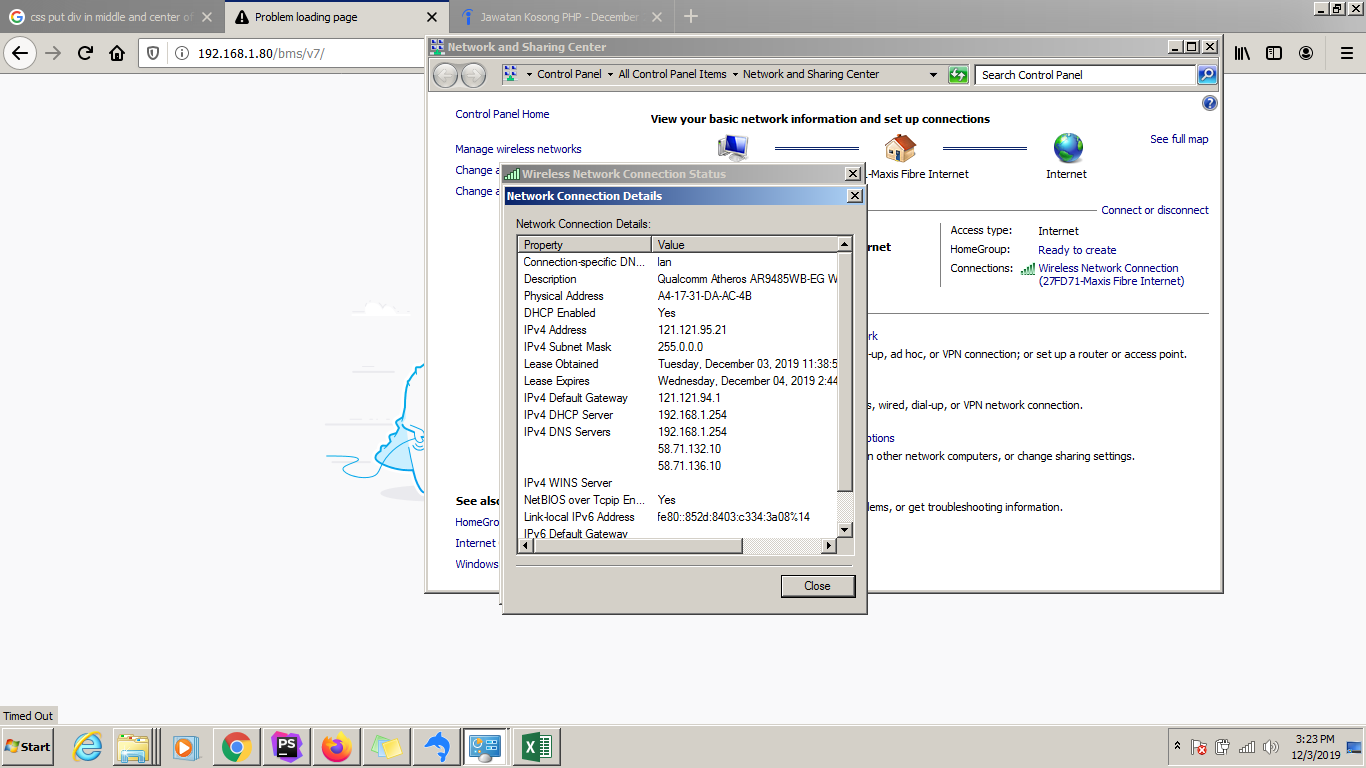 css put div in middle and center of
Problem loading page
Jawatan Kosong PHP - December
192.168.1.80/bms/v7/
Network and Sharing Center
Control Panel
All Control Panel Items
Network and Sharing Center
Search Control Panel
Control Panel Home
Manage wireless networks
Change a
Change a
View your basic network information and set up connections
See full map
-Maxis Fibre Internet
Internet
Connect or disconnect
rnet
Access type:
Internet
HomeGroup:
Ready to create
Connections:
Wireless Network Connection
(27FD71-Maxis Fibre Internet)
rk
-up, ad hoc, or VPN connection; or set up a router or access point.
s, wired, dial-up, or VPN network connection.
ptions
n other network computers, or change sharing settings.
lems, or get troubleshooting information.
See also
HomeGro
Internet
Windows
Wireless Network Connection Status
Network Connection Details
Network Connection Details:
Property Value
Connection-specific DN... lan
Description Qualcomm Atheros AR9485WB-EG W
Physical Address A4-17-31-DA-AC-4B
DHCP Enabled Yes
IPv4 Address 121.121.95.21
IPv4 Subnet Mask 255.0.0.0
Lease Obtained Tuesday, December 03, 2019 11:38:5
Lease Expires Wednesday, December 04, 2019 2:44
IPv4 Default Gateway 121.121.94.1
IPv4 DHCP Server 192.168.1.254
IPv4 DNS Servers 192.168.1.254
58.71.132.10
58.71.136.10
IPv4 WINS Server
NetBIOS over Tcpip En... Yes
Link-local IPv6 Address fe80::852d:8403:c334:3a08%14
IPv6 Default Gateway
Close
Timed Out
Start
PS
3:23 PM
12/3/2019